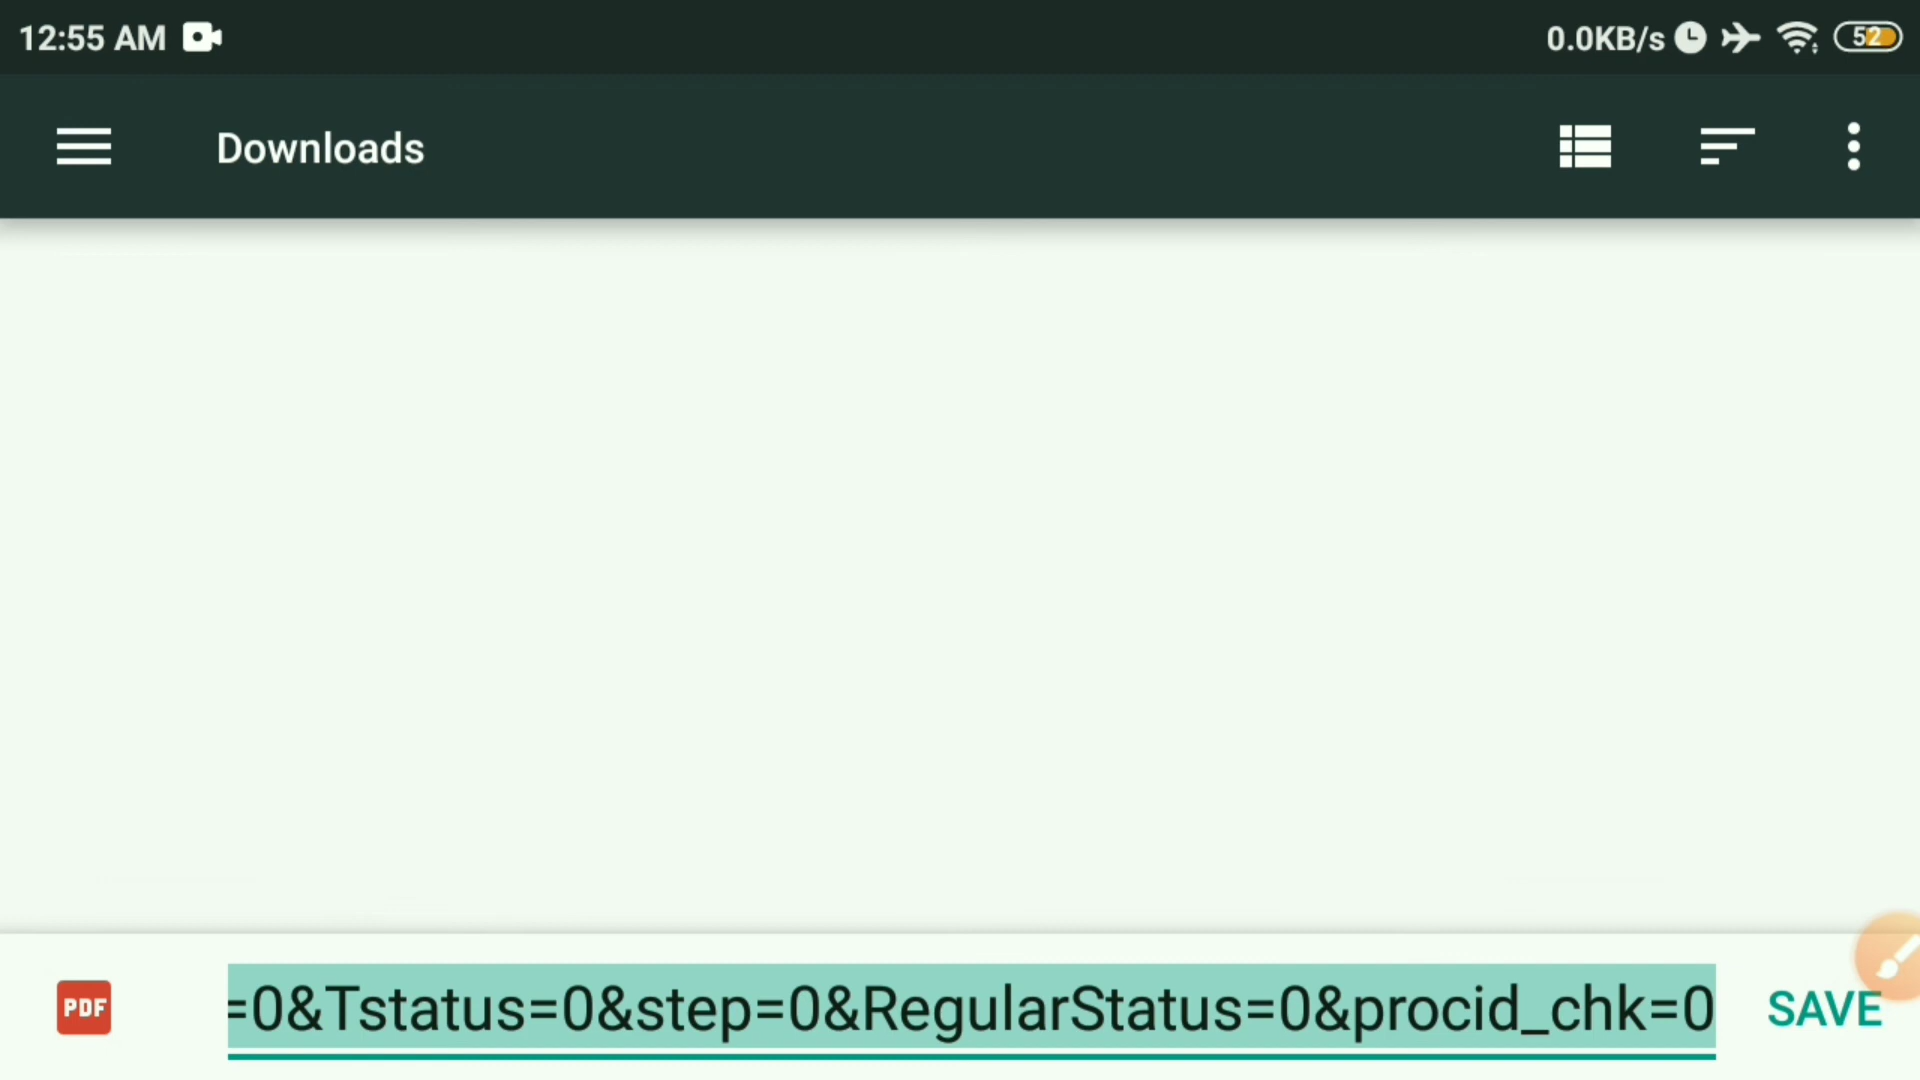 12:55 AM 0.0KB/s 52
Downloads
PDF =0&Tstatus=0&step=0&RegularStatus=0&procid_chk=0 SAVE